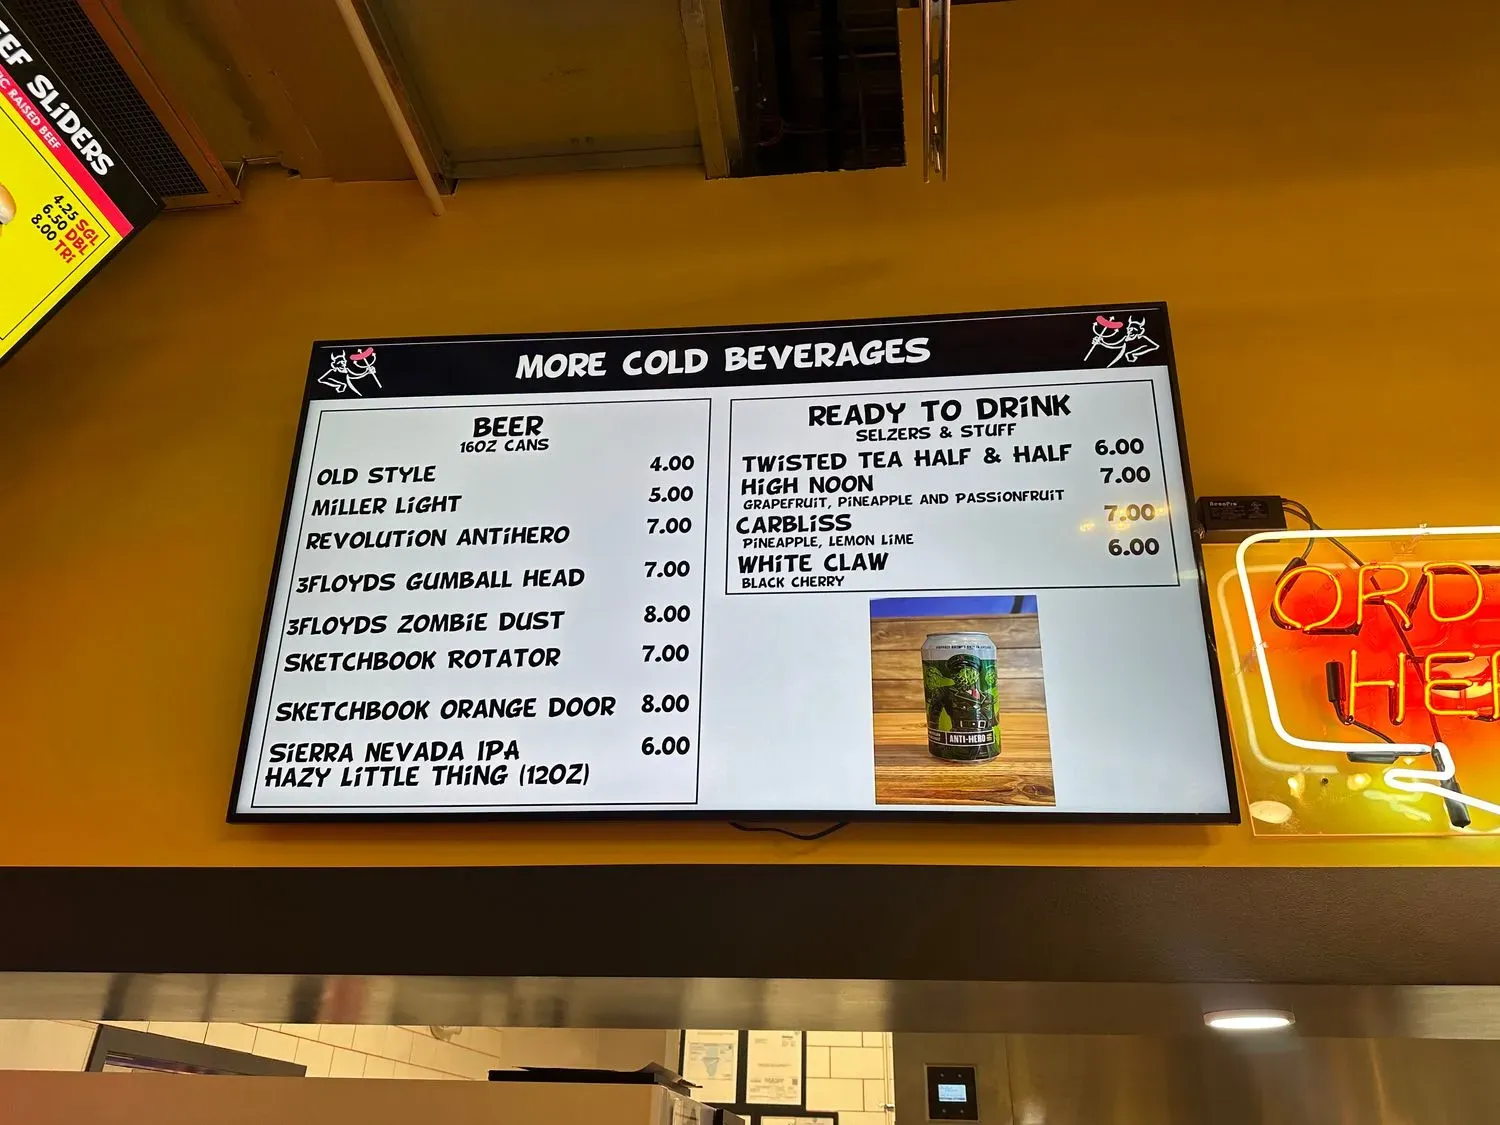 EEF SLIDERS
IC RAISED BEEF
4.25 SGL
6.50 DBL
8.00 TRI
MORE COLD BEVERAGES
BEER
16OZ CANS
OLD STYLE 4.00
MILLER LIGHT 5.00
REVOLUTION ANTIHERO 7.00
3FLOYDS GUMBALL HEAD 7.00
3FLOYDS ZOMBIE DUST 8.00
SKETCHBOOK ROTATOR 7.00
SKETCHBOOK ORANGE DOOR 8.00
SIERRA NEVADA IPA 6.00
HAZY LITTLE THING (12OZ)
READY TO DRINK
SELZERS & STUFF
TWISTED TEA HALF & HALF 6.00
HIGH NOON 7.00
GRAPEFRUIT, PINEAPPLE AND PASSIONFRUIT
CARBLISS 7.00
PINEAPPLE, LEMON LIME
WHITE CLAW 6.00
BLACK CHERRY
ANTI-HERO
ORD
HE